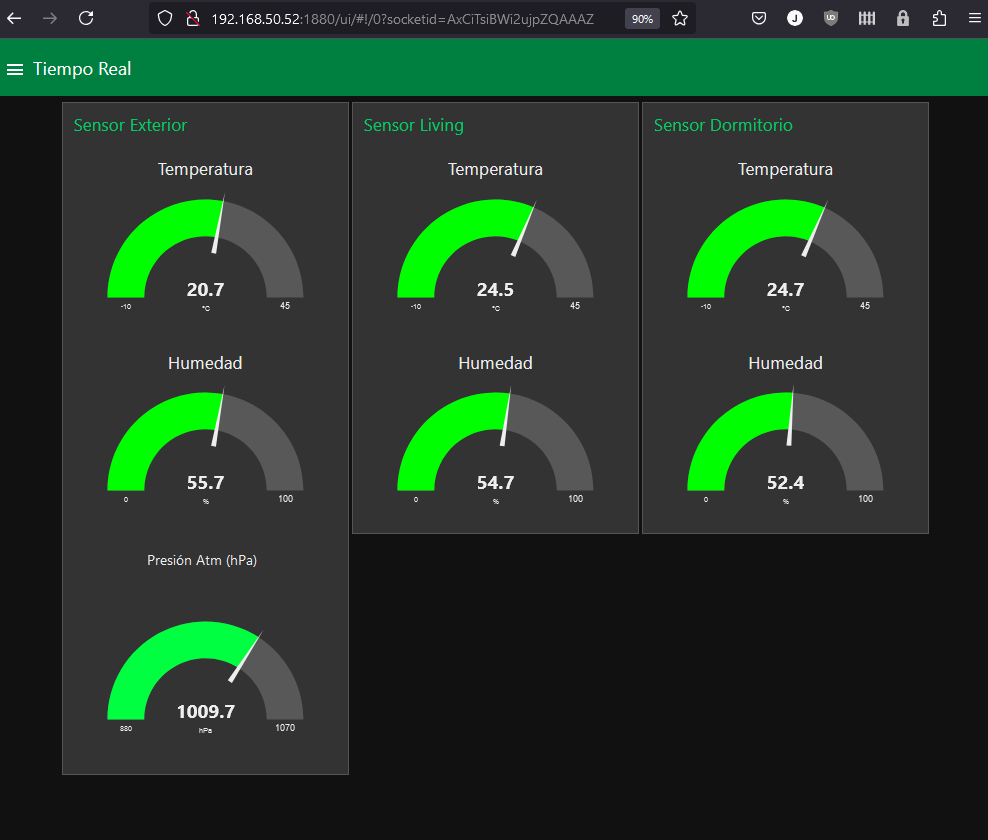 192.168.50.52:1880/ui/#!/0?socketid=AxCiTsiBWi2ujpZQAAAZ
90%
J
UD
Tiempo Real
Sensor Exterior
Temperatura
20.7
-10
°C
45
Humedad
55.7
0
%
100
Presión Atm (hPa)
1009.7
880
hPa
1070
Sensor Living
Temperatura
24.5
-10
°C
45
Humedad
54.7
0
%
100
Sensor Dormitorio
Temperatura
24.7
-10
°C
45
Humedad
52.4
0
%
100